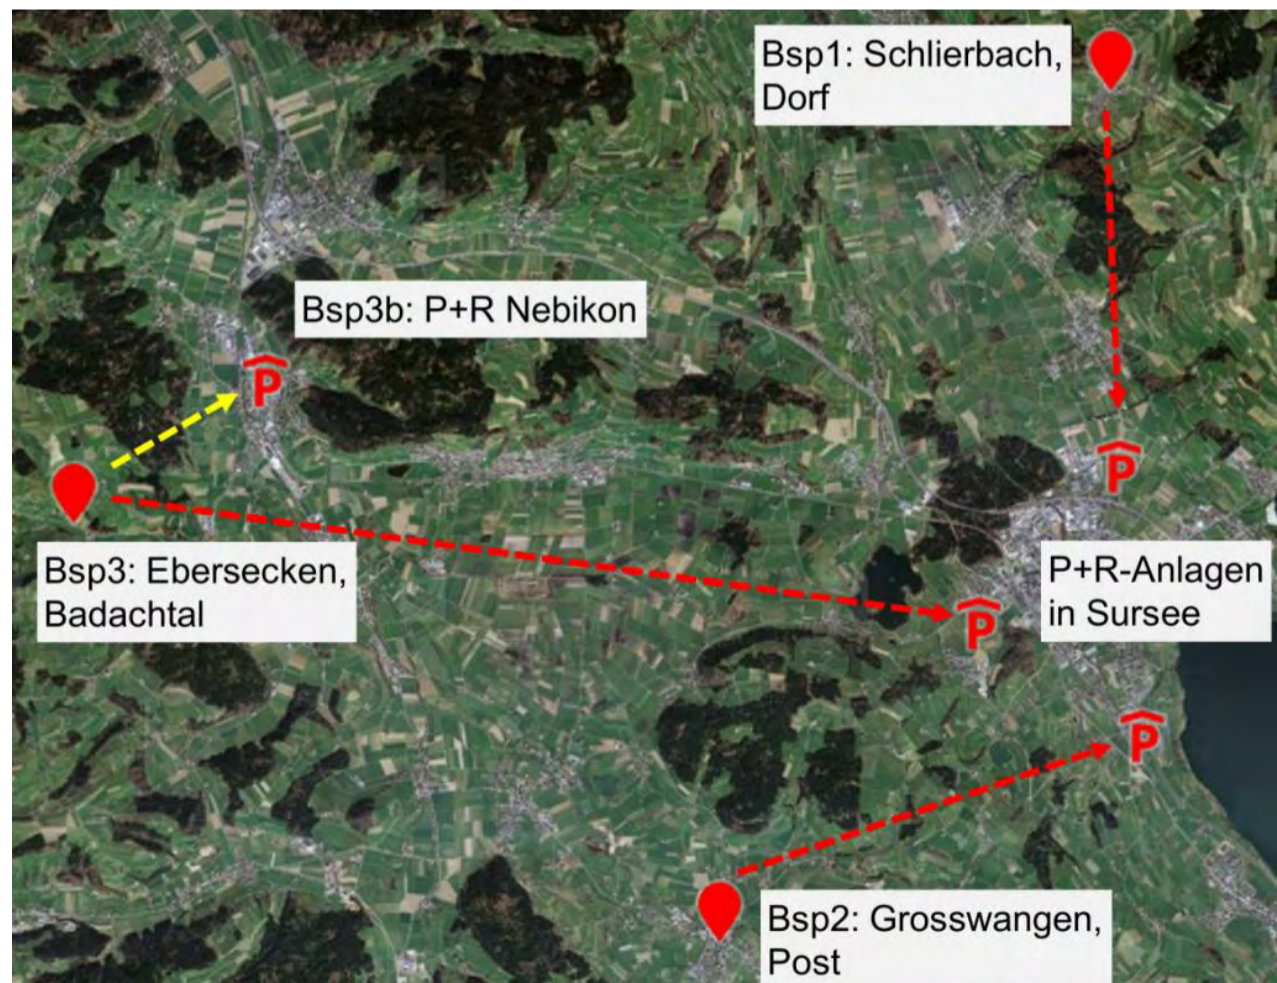 Bsp1: Schlierbach,
Dorf
Bsp3b: P+R Nebikon
P
P
Bsp3: Ebersecken,
Badachtal
P+R-Anlagen
in Sursee
P
P
Bsp2: Grosswangen,
Post